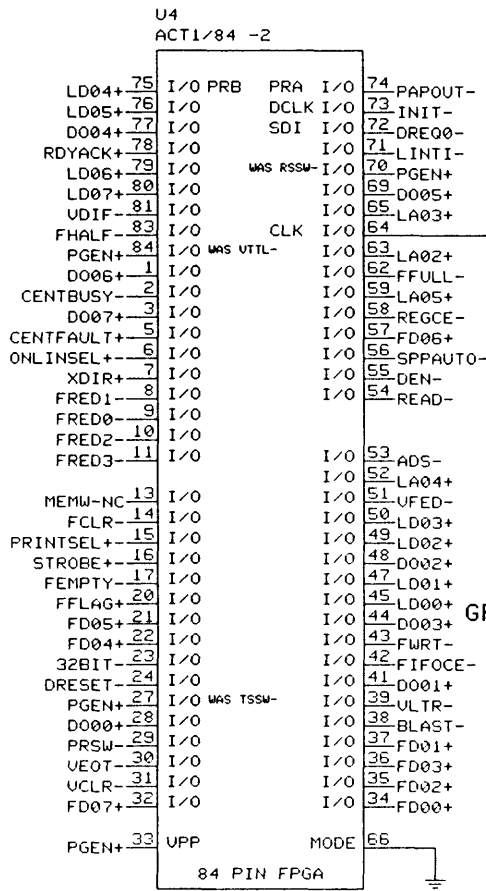 U4
ACT1/84 -2
LD04+ 75 I/O PRB PRA I/O 74 PAPOUT-
LD05+ 76 I/O DCLK I/O 73 INIT-
DO04+ 77 I/O SDI I/O 72 DREQ0-
RDYACK+ 78 I/O I/O 71 LINTI-
LD06+ 79 I/O WAS RSSW- I/O 70 PGEN+
LD07+ 80 I/O I/O 69 DO05+
VDIF- 81 I/O I/O 65 LA03+
FHALF- 83 I/O CLK I/O 64
PGEN+ 84 I/O WAS VTTL- I/O 63 LA02+
DO06+ 1 I/O I/O 62 FFULL-
CENTBUSY- 2 I/O I/O 59 LA05+
DO07+ 3 I/O I/O 58 REGCE-
CENTFAULT+ 5 I/O I/O 57 FD06+
ONLINSEL+ 6 I/O I/O 56 SPPAUTO-
XDIR+ 7 I/O I/O 55 DEN-
FRED1- 8 I/O I/O 54 READ-
FRED0- 9 I/O
FRED2- 10 I/O
FRED3- 11 I/O I/O 53 ADS-
I/O 52 LA04+
MEMW-NC 13 I/O I/O 51 VFED-
FCLR- 14 I/O I/O 50 LD03+
PRINTSEL+ 15 I/O I/O 49 LD02+
STROBE+ 16 I/O I/O 48 DO02+
FEMPTY- 17 I/O I/O 47 LD01+
FFLAG+ 20 I/O I/O 45 LD00+
FD05+ 21 I/O I/O 44 DO03+
FD04+ 22 I/O I/O 43 FWRT-
32BIT- 23 I/O I/O 42 FIFOCE-
DRESET- 24 I/O I/O 41 DO01+
PGEN+ 27 I/O WAS TSSW- I/O 39 VLTR-
DO00+ 28 I/O I/O 38 BLAST-
PRSW- 29 I/O I/O 37 FD01+
VEOT- 30 I/O I/O 36 FD03+
VCLR- 31 I/O I/O 35 FD02+
FD07+ 32 I/O I/O 34 FD00+
PGEN+ 33 VPP MODE 66
84 PIN FPGA